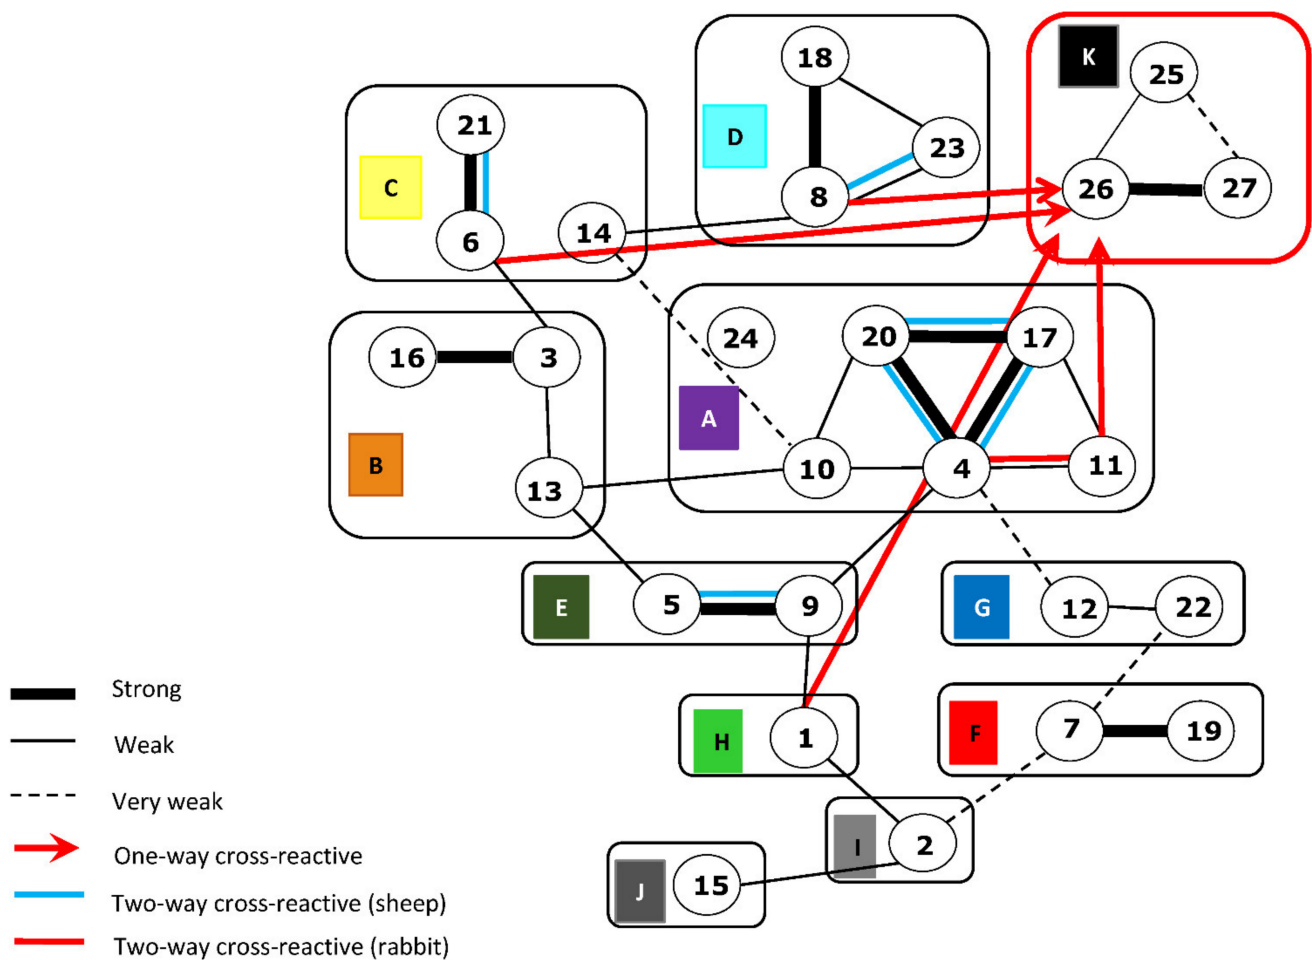 18
K
25
21
D
23
C
26
27
8
14
6
24
20
17
16
3
A
B
10
4
11
13
E
5
9
G
12
22
Strong
H
1
F
7
19
Weak
Very weak
I
2
One-way cross-reactive
J
15
Two-way cross-reactive (sheep)
Two-way cross-reactive (rabbit)